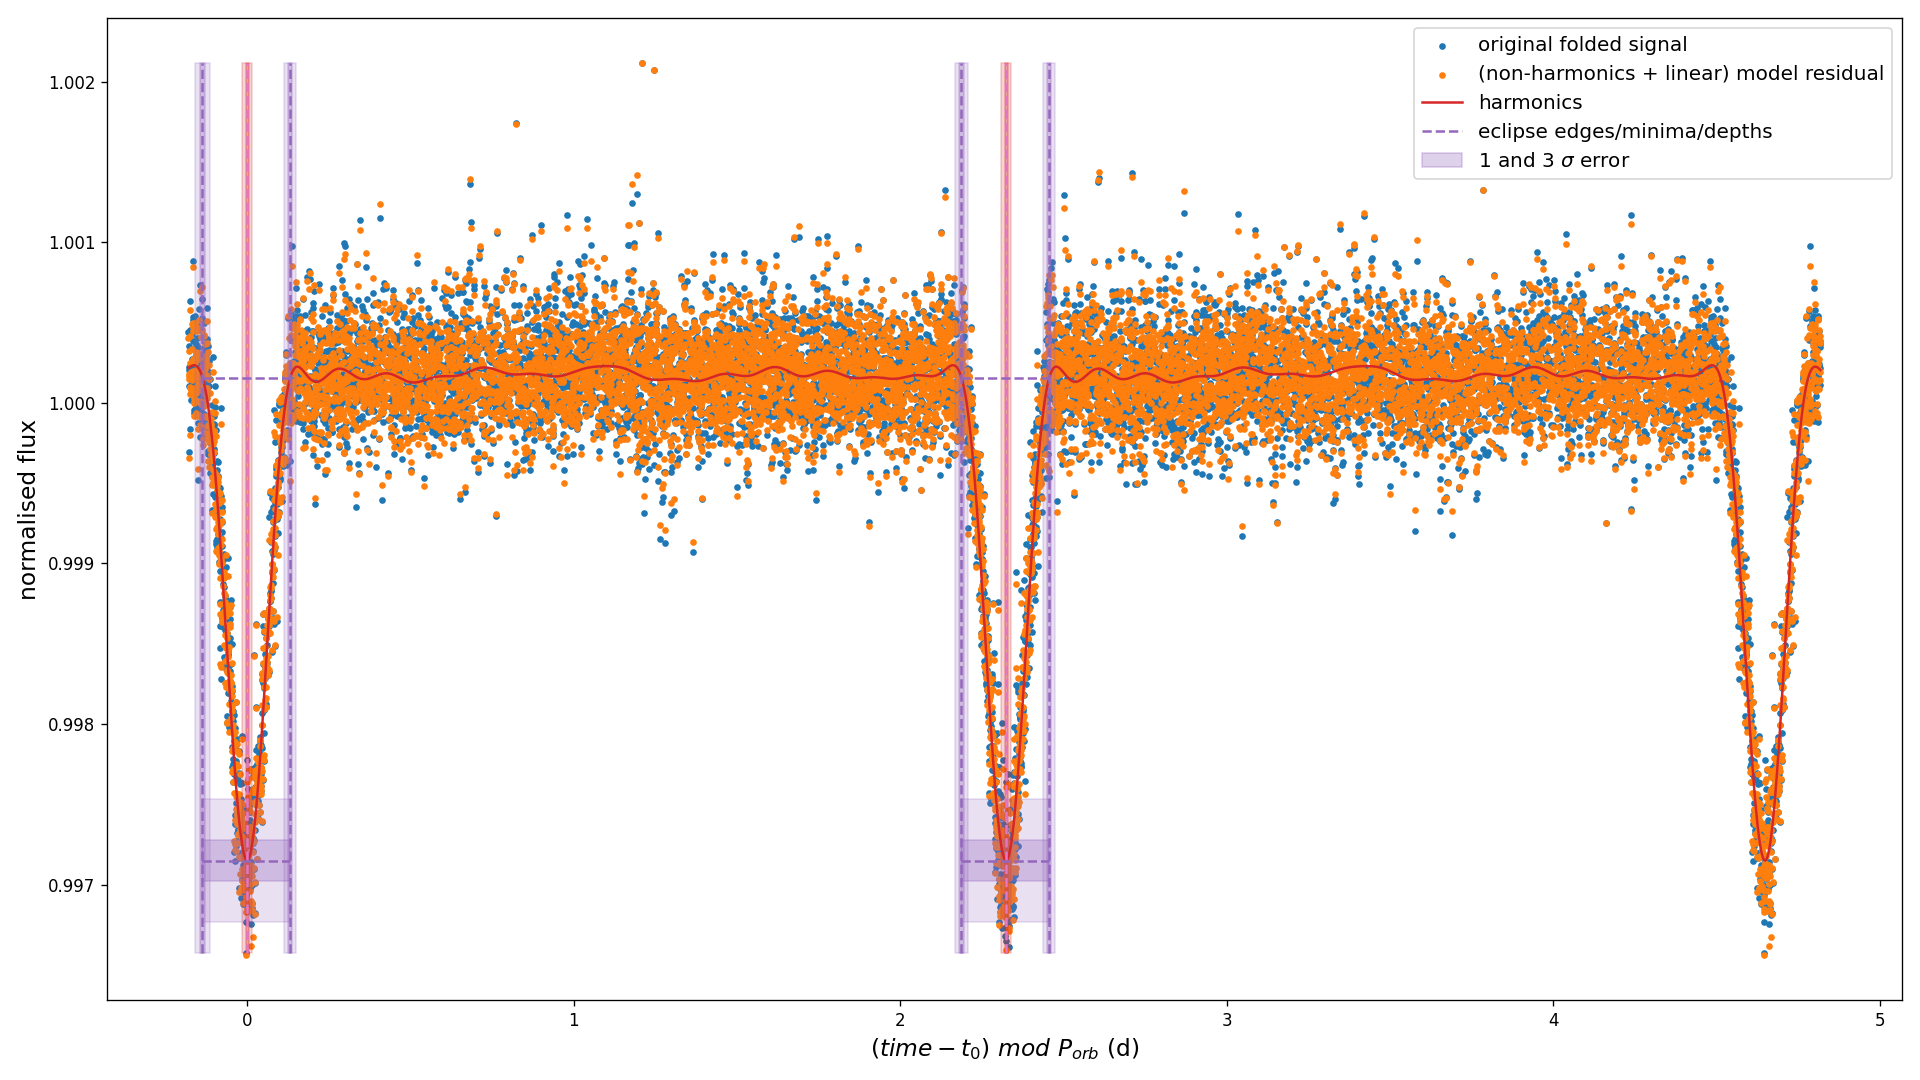 original folded signal
(non-harmonics + linear) model residual
harmonics
eclipse edges/minima/depths
1 and 3 σ error
normalised flux
1.002
1.001
1.000
0.999
0.998
0.997
0 1 2 3 4 5
(time − t₀) mod Pₒᵣb (d)